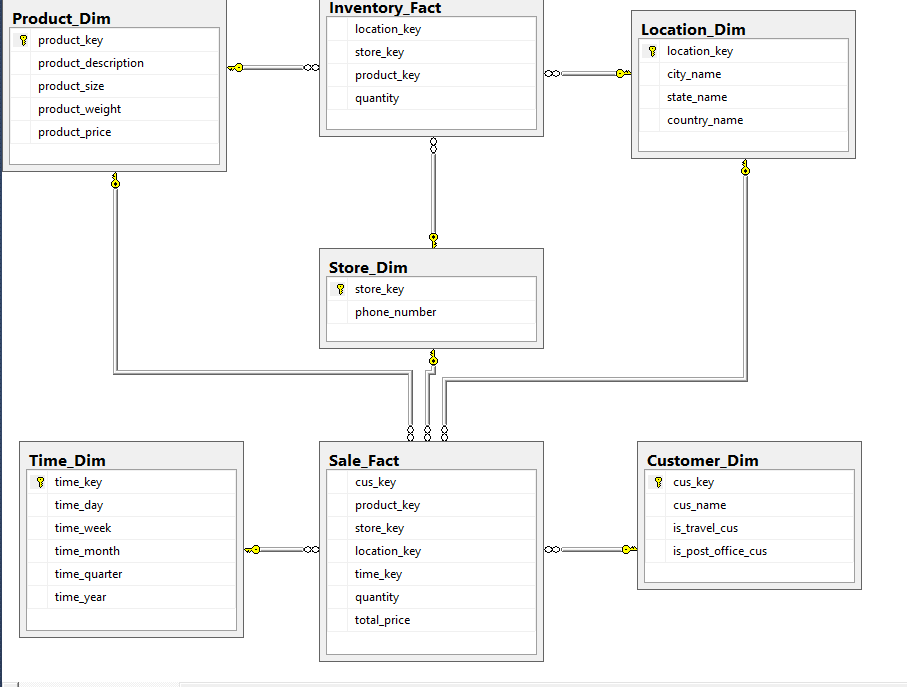 Product_Dim
product_key
product_description
product_size
product_weight
product_price
Inventory_Fact
location_key
store_key
product_key
quantity
Location_Dim
location_key
city_name
state_name
country_name
Store_Dim
store_key
phone_number
Time_Dim
time_key
time_day
time_week
time_month
time_quarter
time_year
Sale_Fact
cus_key
product_key
store_key
location_key
time_key
quantity
total_price
Customer_Dim
cus_key
cus_name
is_travel_cus
is_post_office_cus